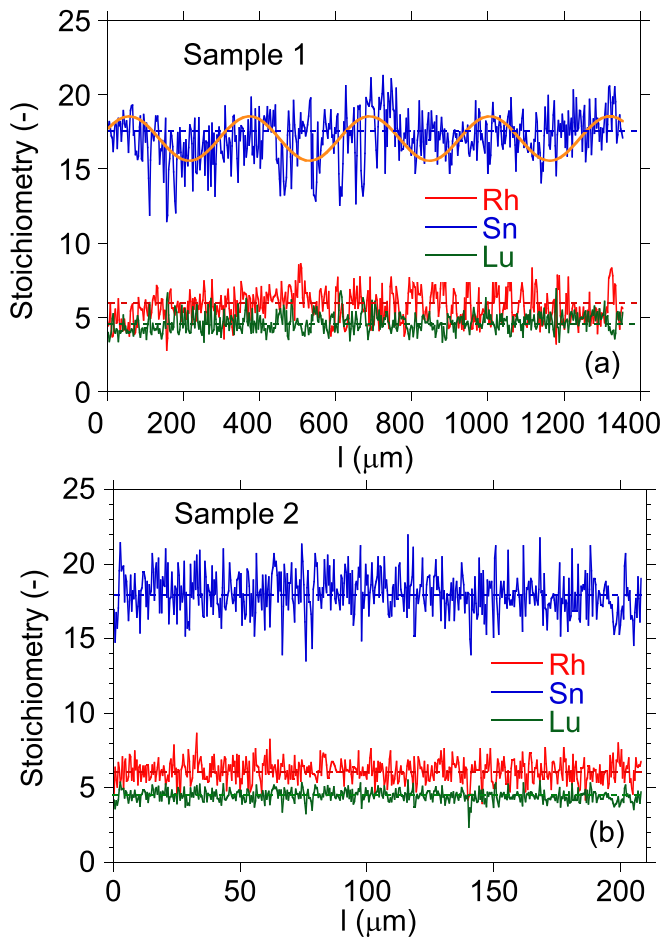 25
Sample 1
20
15
Stoichiometry (-)
Rh
Sn
Lu
10
5
(a)
0
0 200 400 600 800 1000 1200 1400
l (μm)
25
Sample 2
20
15
Stoichiometry (-)
Rh
Sn
Lu
10
5
(b)
0
0 50 100 150 200
l (μm)